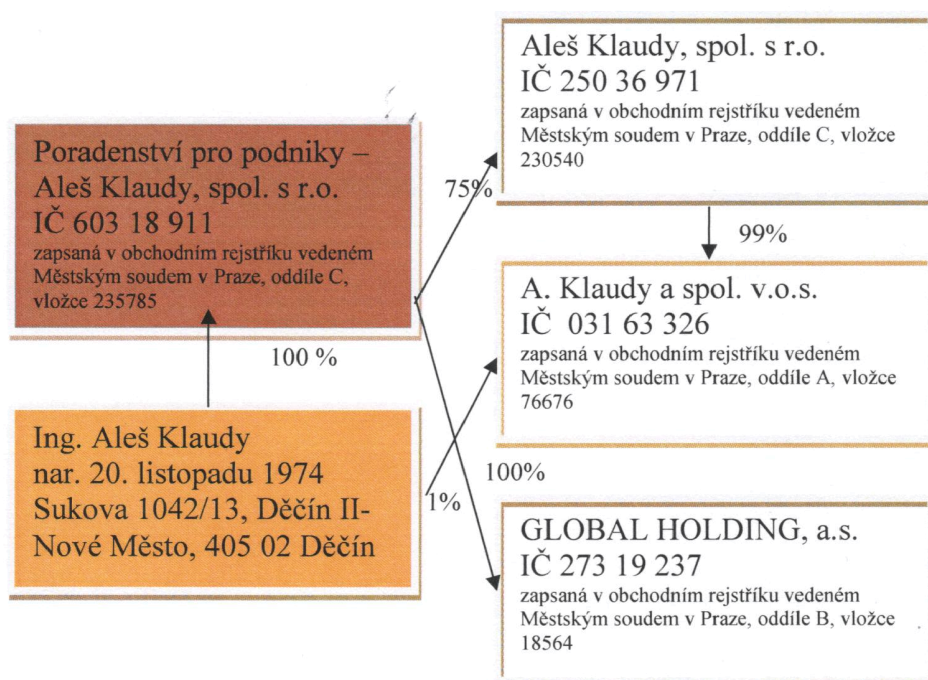 Poradenství pro podniky –
Aleš Klaudy, spol. s r.o.
IČ 603 18 911
zapsaná v obchodním rejstříku vedeném
Městským soudem v Praze, oddíle C,
vložce 235785
100 %
Ing. Aleš Klaudy
nar. 20. listopadu 1974
Sukova 1042/13, Děčín II-
Nové Město, 405 02 Děčín
75%
1%
100%
Aleš Klaudy, spol. s r.o.
IČ 250 36 971
zapsaná v obchodním rejstříku vedeném
Městským soudem v Praze, oddíle C, vložce
230540
99%
A. Klaudy a spol. v.o.s.
IČ 031 63 326
zapsaná v obchodním rejstříku vedeném
Městským soudem v Praze, oddíle A, vložce
76676
GLOBAL HOLDING, a.s.
IČ 273 19 237
zapsaná v obchodním rejstříku vedeném
Městským soudem v Praze, oddíle B, vložce
18564